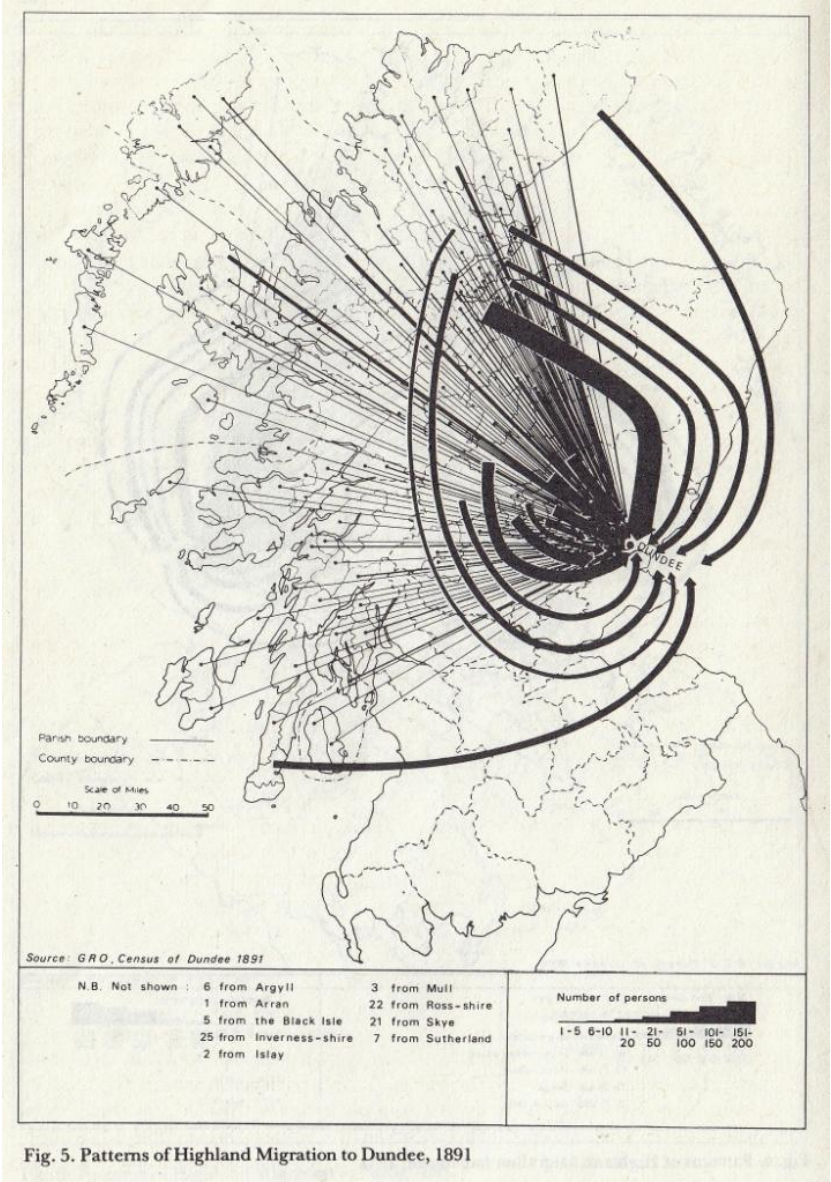 DUNDEE
Parish boundary
County boundary
Scale of Miles
0 10 20 30 40 50
Source: GRO, Census of Dundee 1891
N.B. Not shown : 6 from Argyll
1 from Arran
5 from the Black Isle
25 from Inverness-shire
2 from Islay
3 from Mull
22 from Ross-shire
21 from Skye
7 from Sutherland
Number of persons
1-5 6-10 11- 21- 51- 101- 151-
20 50 100 150 200
Fig. 5. Patterns of Highland Migration to Dundee, 1891